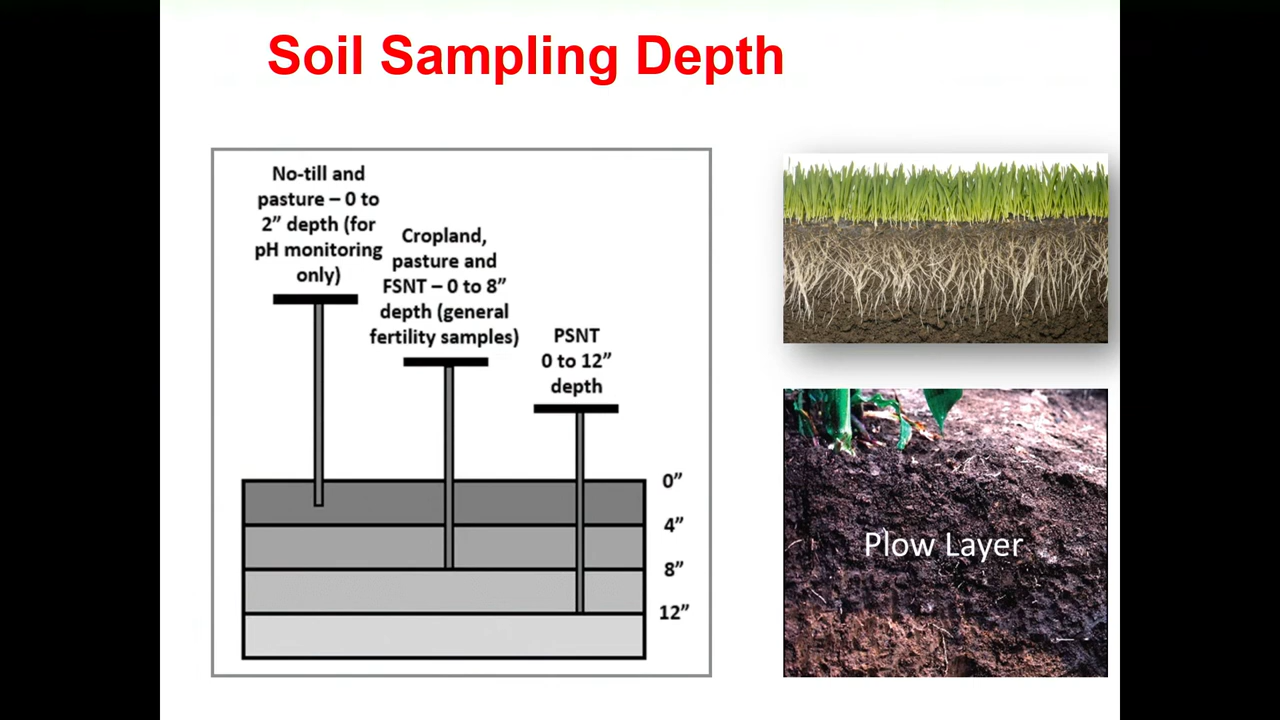 Soil Sampling Depth
No-till and
pasture – 0 to
2” depth (for
pH monitoring
only)
Cropland,
pasture and
FSNT – 0 to 8”
depth (general
fertility samples)
PSNT
0 to 12”
depth
0”
4”
8”
12”
Plow Layer